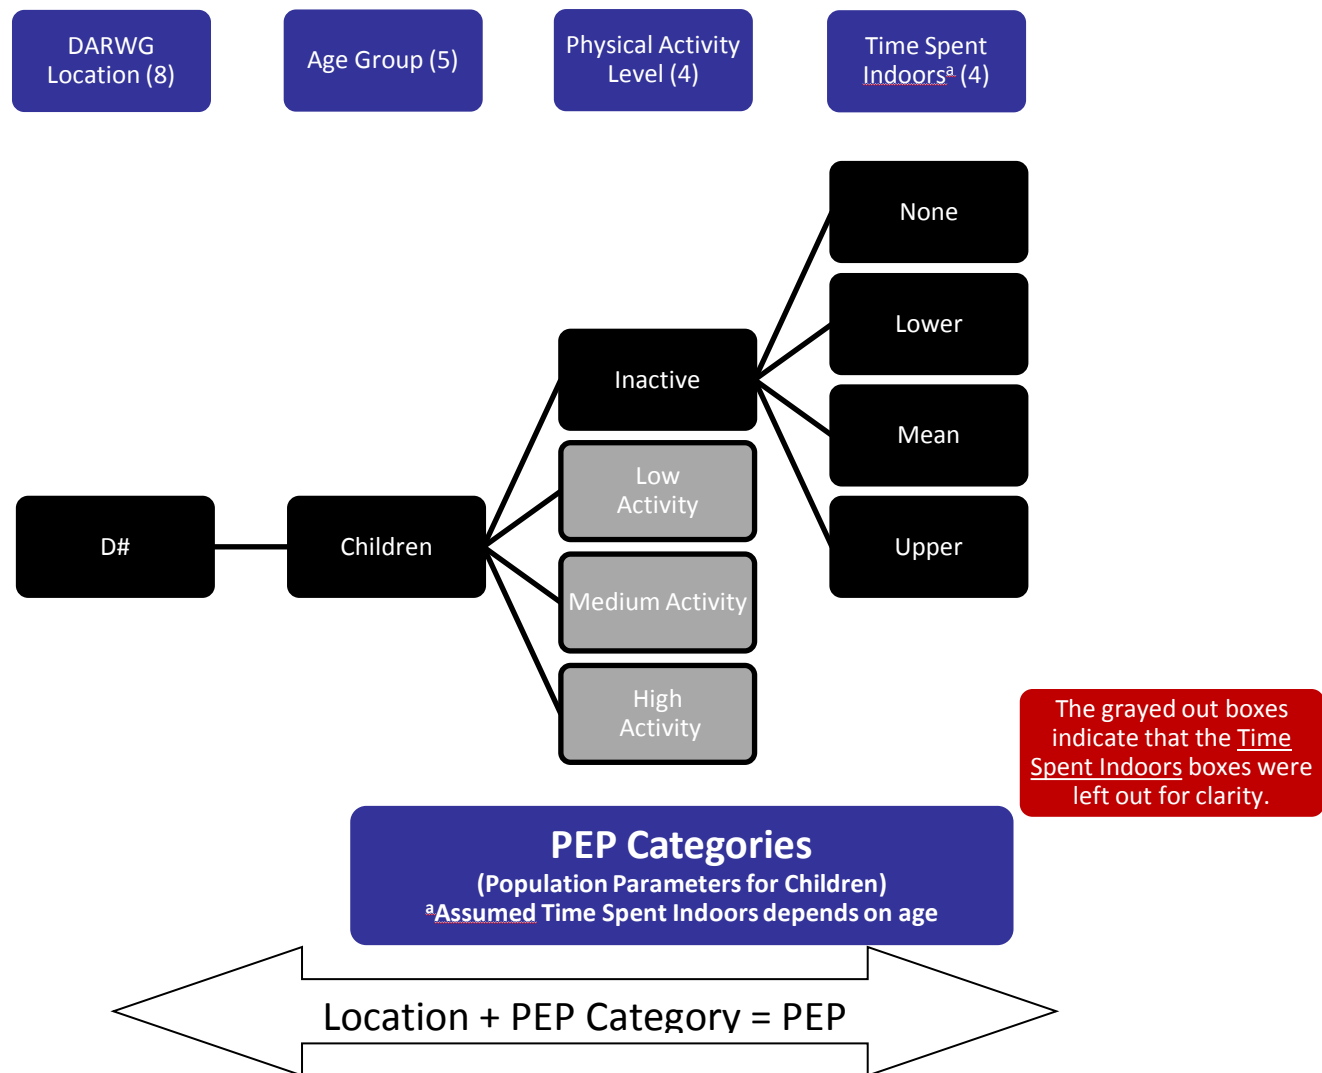 DARWG
Location (8)
Age Group (5)
Physical Activity
Level (4)
Time Spent
Indoorsᵃ (4)
None
Lower
Inactive
Mean
Low
Activity
D#
Children
Upper
Medium Activity
High
Activity
The grayed out boxes
indicate that the Time
Spent Indoors boxes were
left out for clarity.
PEP Categories
(Population Parameters for Children)
ᵃAssumed Time Spent Indoors depends on age
Location + PEP Category = PEP